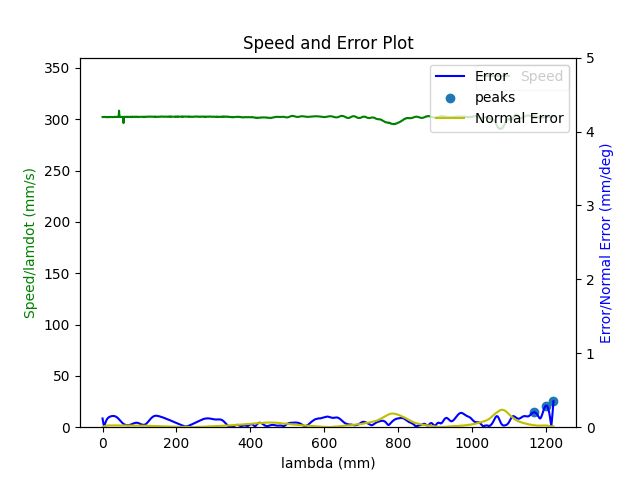 Speed and Error Plot
350
300
250
200
150
100
50
0
Speed/lamdot (mm/s)
0 200 400 600 800 1000 1200
lambda (mm)
5
4
3
2
1
0
Error/Normal Error (mm/deg)
Speed
Error
peaks
Normal Error